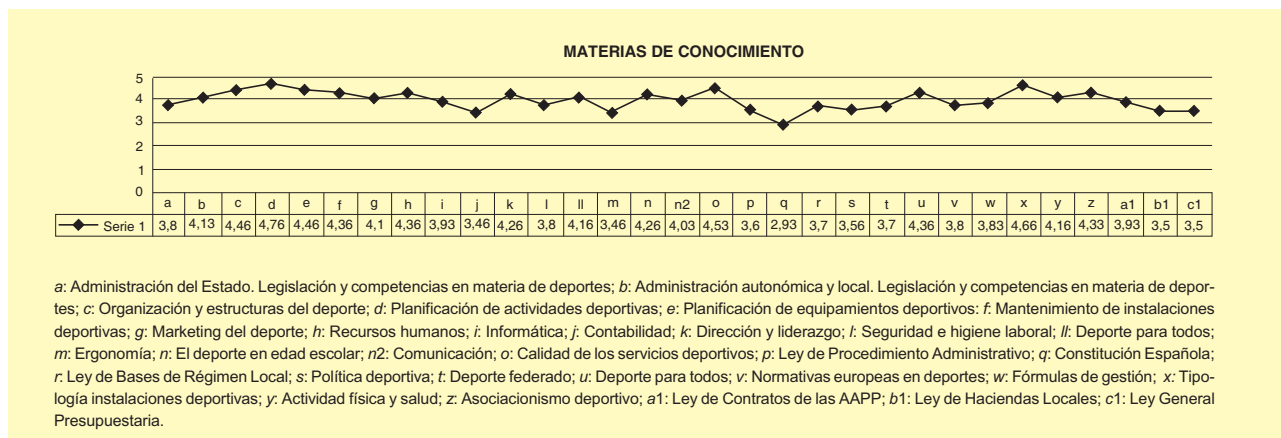 MATERIAS DE CONOCIMIENTO
5
4
3
2
1
0
a b c d e f g h i j k l ll m n n2 o p q r s t u v w x y z a1 b1 c1
Serie 1 3,8 4,13 4,46 4,76 4,46 4,36 4,1 4,36 3,93 3,46 4,26 3,8 4,16 3,46 4,26 4,03 4,53 3,6 2,93 3,7 3,56 3,7 4,36 3,8 3,83 4,66 4,16 4,33 3,93 3,5 3,5
a: Administración del Estado. Legislación y competencias en materia de deportes; b: Administración autonómica y local. Legislación y competencias en materia de depor-
tes; c: Organización y estructuras del deporte; d: Planificación de actividades deportivas; e: Planificación de equipamientos deportivos: f: Mantenimiento de instalaciones
deportivas; g: Marketing del deporte; h: Recursos humanos; i: Informática; j: Contabilidad; k: Dirección y liderazgo; l: Seguridad e higiene laboral; ll: Deporte para todos;
m: Ergonomía; n: El deporte en edad escolar; n2: Comunicación; o: Calidad de los servicios deportivos; p: Ley de Procedimiento Administrativo; q: Constitución Española;
r: Ley de Bases de Régimen Local; s: Política deportiva; t: Deporte federado; u: Deporte para todos; v: Normativas europeas en deportes; w: Fórmulas de gestión; x: Tipo-
logía instalaciones deportivas; y: Actividad física y salud; z: Asociacionismo deportivo; a1: Ley de Contratos de las AAPP; b1: Ley de Haciendas Locales; c1: Ley General
Presupuestaria.